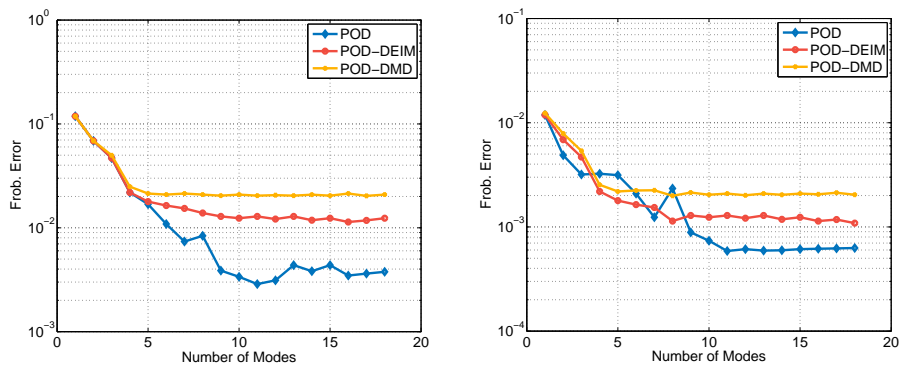 10^0
10^-1
10^-2
10^-3
Frob. Error
0 5 10 15 20
Number of Modes
POD
POD-DEIM
POD-DMD
10^-1
10^-2
10^-3
10^-4
Frob. Error
0 5 10 15 20
Number of Modes
POD
POD-DEIM
POD-DMD